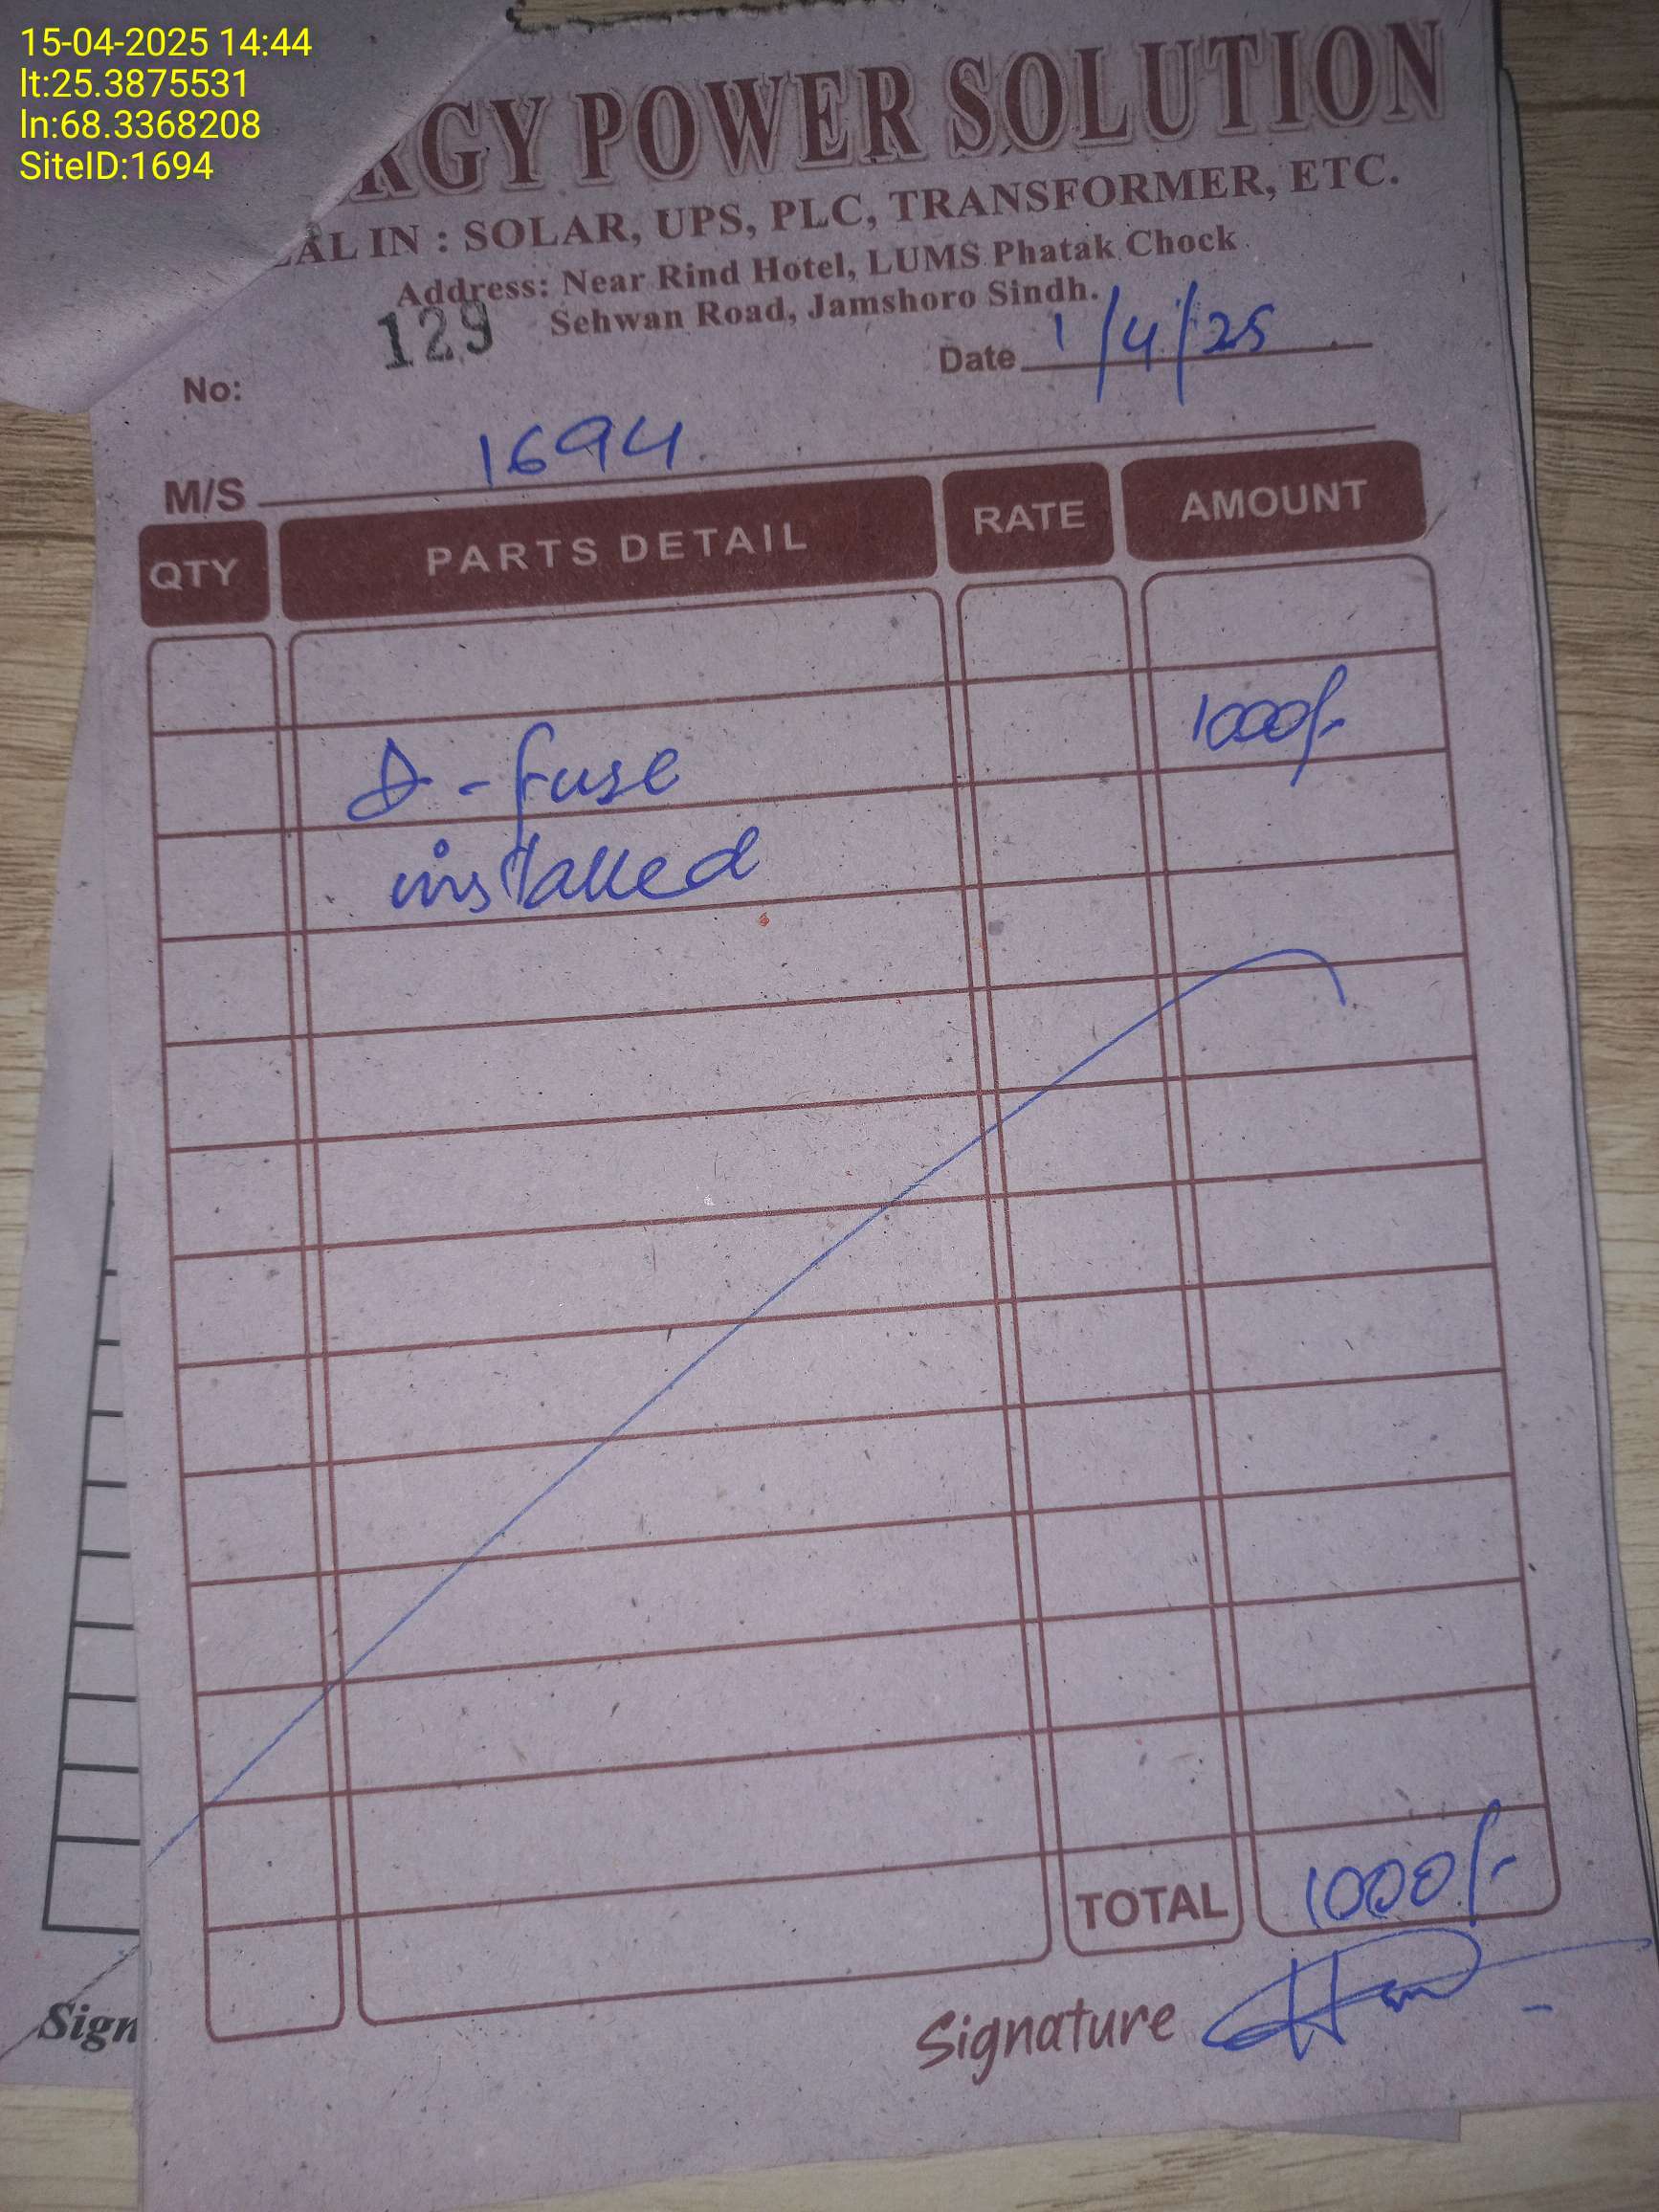 15-04-2025 14:44
lt:25.3875531
ln:68.3368208
SiteID:1694
RGY POWER SOLUTION
EAL IN : SOLAR, UPS, PLC, TRANSFORMER, ETC.
Address: Near Rind Hotel, LUMS Phatak Chock
Sehwan Road, Jamshoro Sindh.
No: 129
Date 1/4/25
M/S 1694
QTY PARTS DETAIL RATE AMOUNT
D-fuse 1000/-
installed
TOTAL 1000/-
Signature
Sign